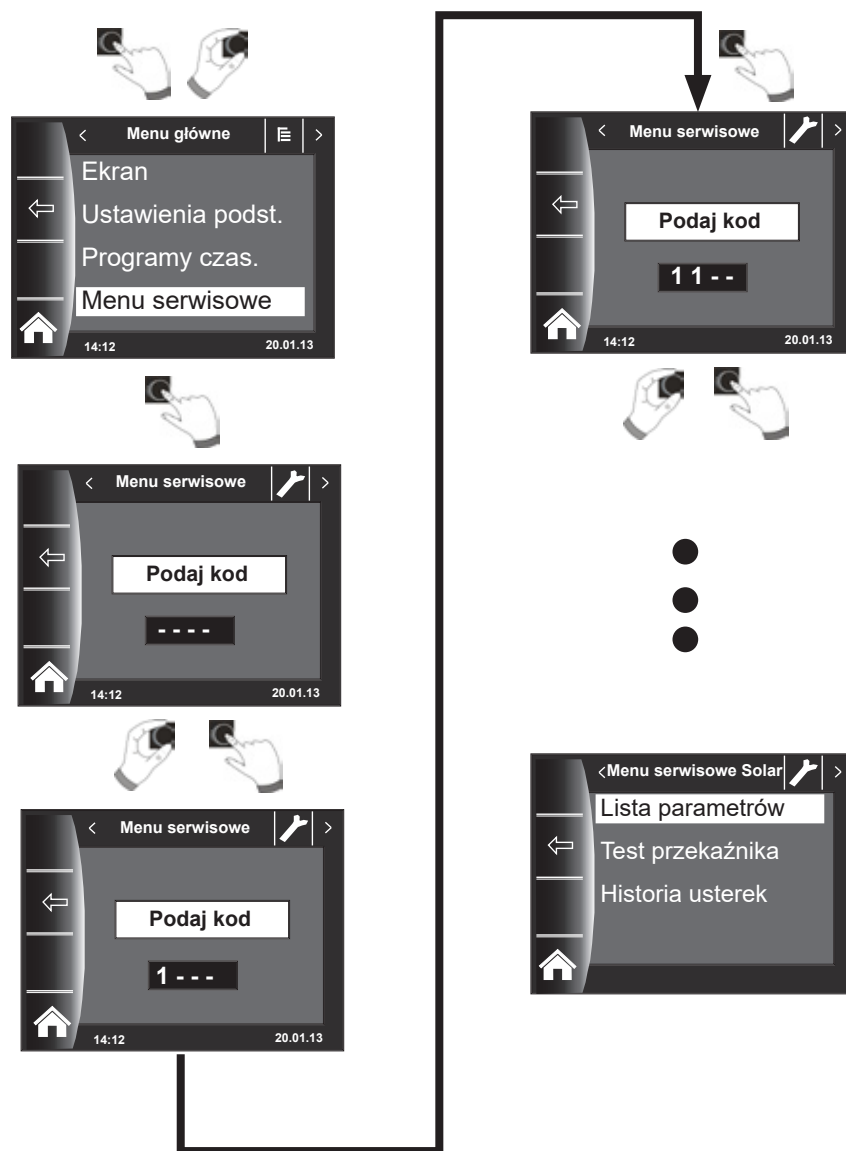 Menu główne
Ekran
Ustawienia podst.
Programy czas.
Menu serwisowe
14:12 20.01.13
Menu serwisowe
Podaj kod
- - - -
14:12 20.01.13
Menu serwisowe
Podaj kod
1 - - -
14:12 20.01.13
Menu serwisowe
Podaj kod
1 1 - -
14:12 20.01.13
Menu serwisowe Solar
Lista parametrów
Test przekaźnika
Historia usterek